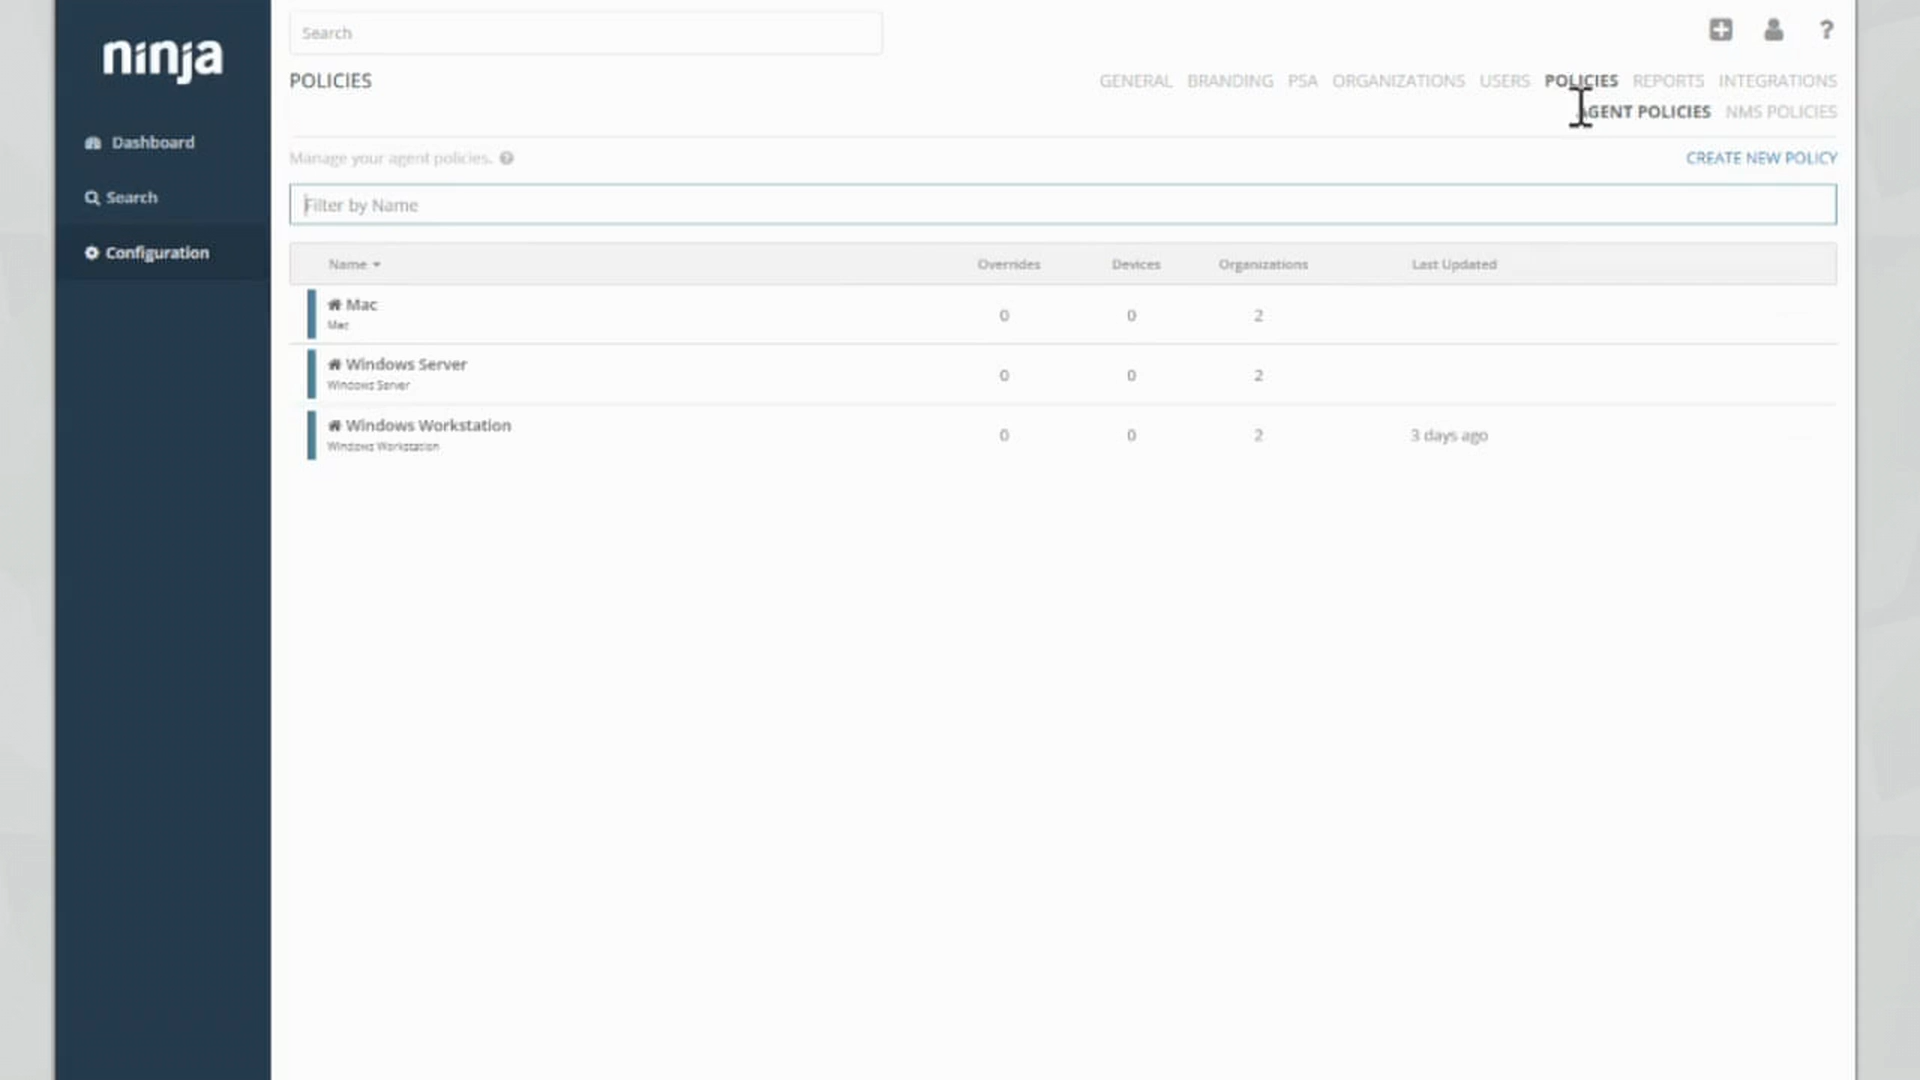 ninja
Search
POLICIES
GENERAL BRANDING PSA ORGANIZATIONS USERS POLICIES REPORTS INTEGRATIONS
AGENT POLICIES NMS POLICIES
Dashboard
Search
Configuration
Manage your agent policies. ?
CREATE NEW POLICY
Filter by Name
Name Overrides Devices Organizations Last Updated
Mac
Mac
0 0 2
Windows Server
Windows Server
0 0 2
Windows Workstation
Windows Workstation
0 0 2 3 days ago